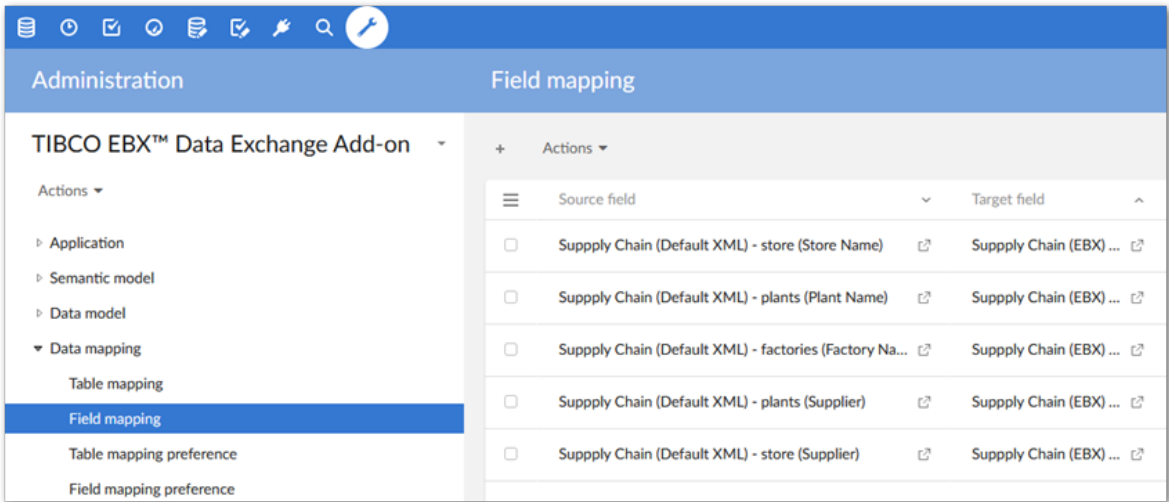 Administration
Field mapping
TIBCO EBX™ Data Exchange Add-on
Actions
Application
Semantic model
Data model
Data mapping
Table mapping
Field mapping
Table mapping preference
Field mapping preference
Actions
Source field Target field
Suppply Chain (Default XML) - store (Store Name) Suppply Chain (EBX) ...
Suppply Chain (Default XML) - plants (Plant Name) Suppply Chain (EBX) ...
Suppply Chain (Default XML) - factories (Factory Na... Suppply Chain (EBX) ...
Suppply Chain (Default XML) - plants (Supplier) Suppply Chain (EBX) ...
Suppply Chain (Default XML) - store (Supplier) Suppply Chain (EBX) ...